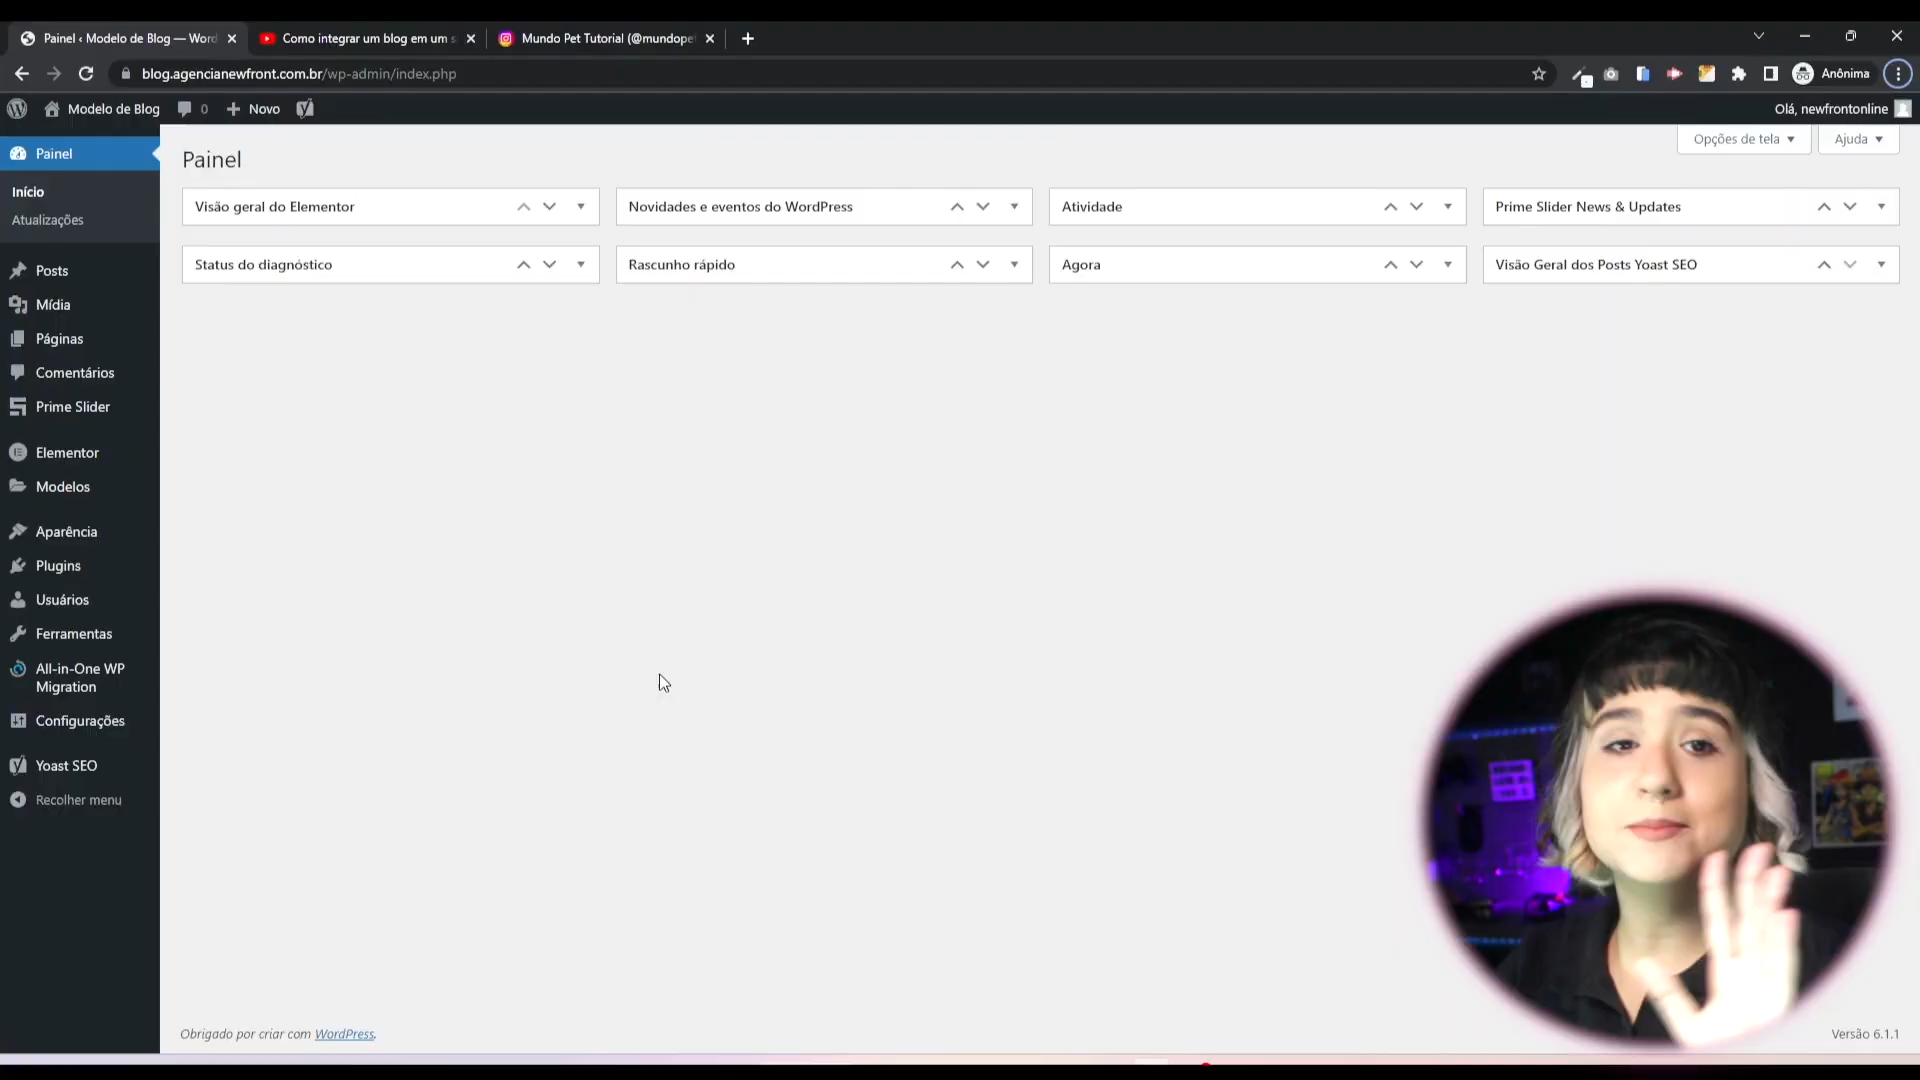 Painel ‹ Modelo de Blog — Word
Como integrar um blog em um s
Mundo Pet Tutorial (@mundope
blog.agencianewfront.com.br/wp-admin/index.php
Anônima
Modelo de Blog
0
Novo
Olá, newfrontonline
Painel
Início
Atualizações
Posts
Mídia
Páginas
Comentários
Prime Slider
Elementor
Modelos
Aparência
Plugins
Usuários
Ferramentas
All-in-One WP
Migration
Configurações
Yoast SEO
Recolher menu
Opções de tela
Ajuda
Painel
Visão geral do Elementor
Novidades e eventos do WordPress
Atividade
Prime Slider News & Updates
Status do diagnóstico
Rascunho rápido
Agora
Visão Geral dos Posts Yoast SEO
Obrigado por criar com WordPress.
Versão 6.1.1